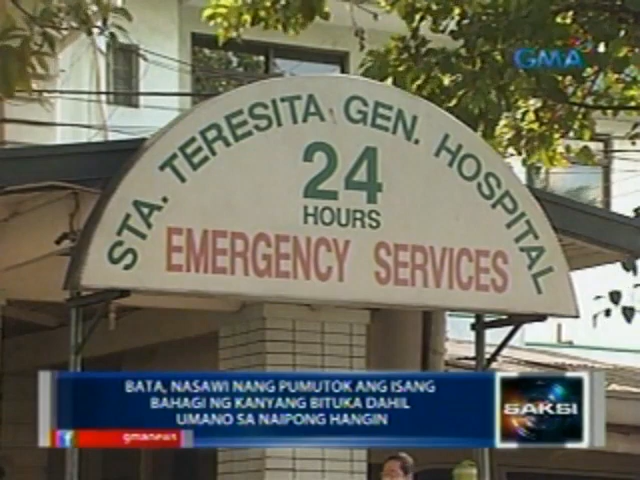 GMA
STA. TERESITA GEN. HOSPITAL
24
HOURS
EMERGENCY SERVICES
BATA, NASAWI NANG PUMUTOK ANG ISANG
BAHAGI NG KANYANG BITUKA DAHIL
UMANO SA NAIPONG HANGIN
SAKSI
f gmanews